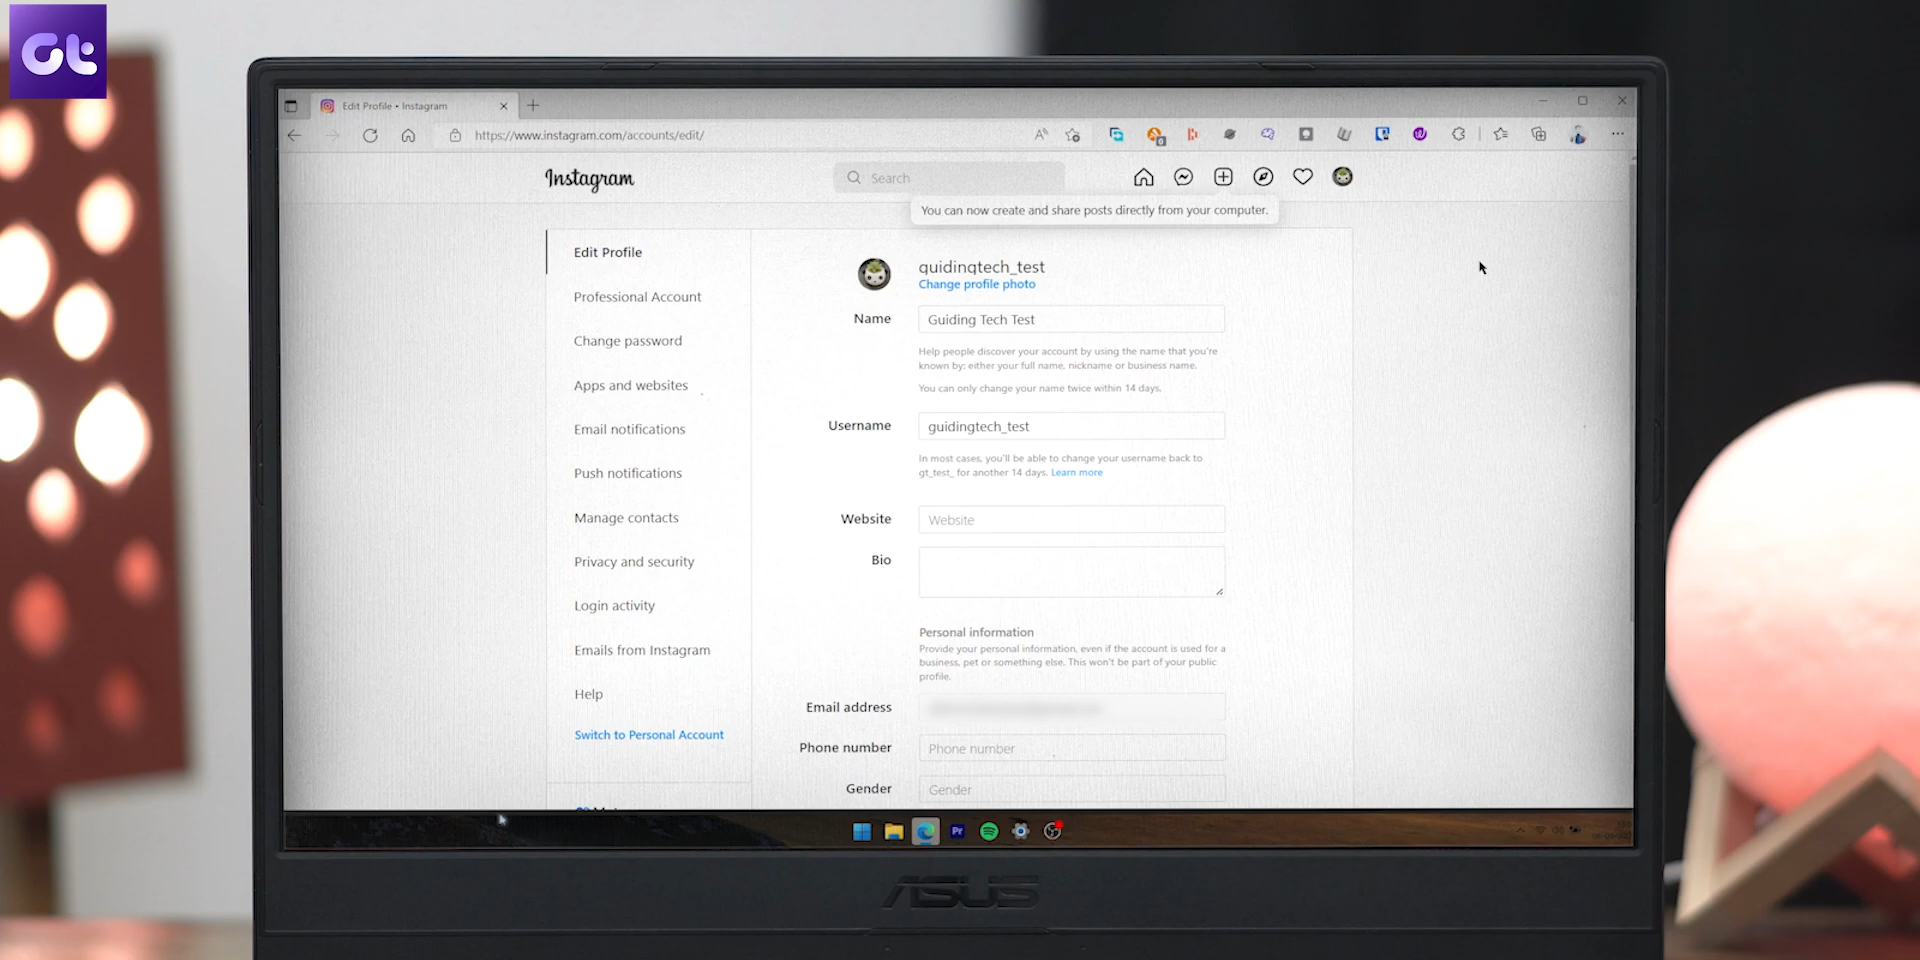 Gt
Edit Profile • Instagram
https://www.instagram.com/accounts/edit/
Instagram
Search
You can now create and share posts directly from your computer.
Edit Profile
Professional Account
Change password
Apps and websites
Email notifications
Push notifications
Manage contacts
Privacy and security
Login activity
Emails from Instagram
Help
Switch to Personal Account
guidingtech_test
Change profile photo
Name
Guiding Tech Test
Help people discover your account by using the name that you're
known by: either your full name, nickname or business name.
You can only change your name twice within 14 days.
Username
guidingtech_test
In most cases, you'll be able to change your username back to
gt_test_ for another 14 days. Learn more
Website
Website
Bio
Personal information
Provide your personal information, even if the account is used for a
business, pet or something else. This won't be part of your public
profile.
Email address
Phone number
Phone number
Gender
Gender
Pr
ASUS